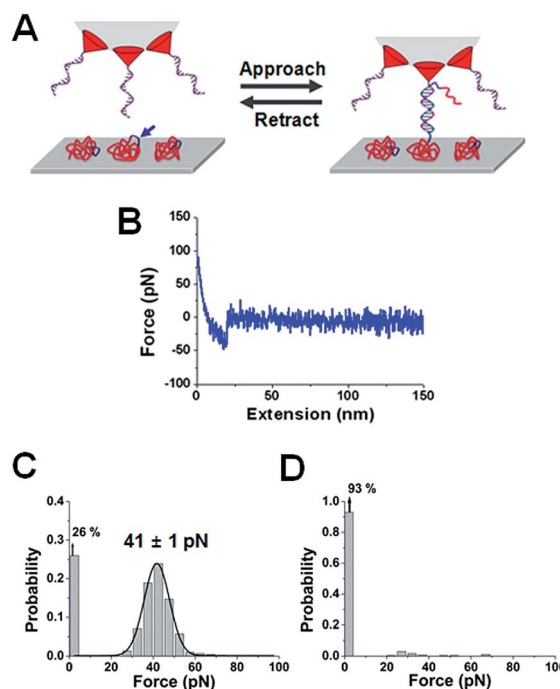 A
Approach
Retract
B
150
100
50
0
-50
-100
Force (pN)
0 50 100 150
Extension (nm)
C
0.4
0.3
0.2
0.1
0.0
Probability
26 %
41 ± 1 pN
0 20 40 60 80 100
Force (pN)
D
1.0
0.8
0.6
0.4
0.2
0.0
Probability
93 %
0 20 40 60 80 100
Force (pN)